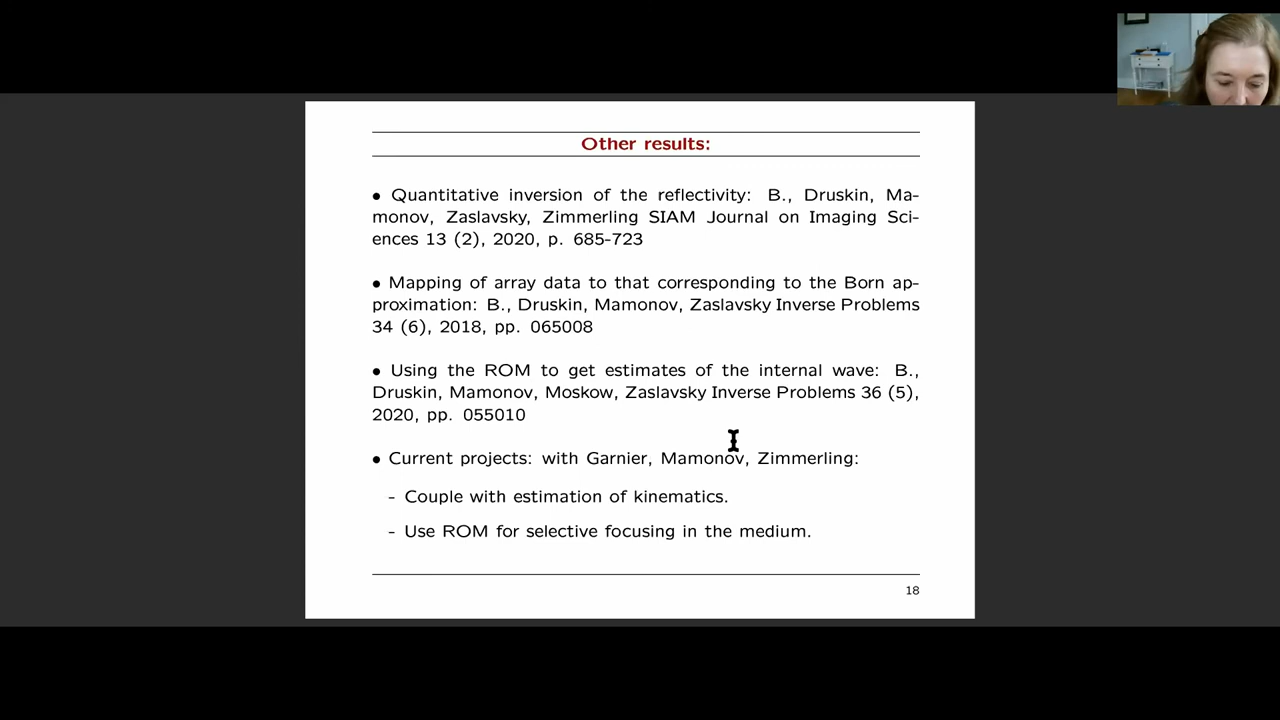 Other results:
• Quantitative inversion of the reflectivity: B., Druskin, Ma-
monov, Zaslavsky, Zimmerling SIAM Journal on Imaging Sci-
ences 13 (2), 2020, p. 685-723
• Mapping of array data to that corresponding to the Born ap-
proximation: B., Druskin, Mamonov, Zaslavsky Inverse Problems
34 (6), 2018, pp. 065008
• Using the ROM to get estimates of the internal wave: B.,
Druskin, Mamonov, Moskow, Zaslavsky Inverse Problems 36 (5),
2020, pp. 055010
• Current projects: with Garnier, Mamonov, Zimmerling:
- Couple with estimation of kinematics.
- Use ROM for selective focusing in the medium.
18